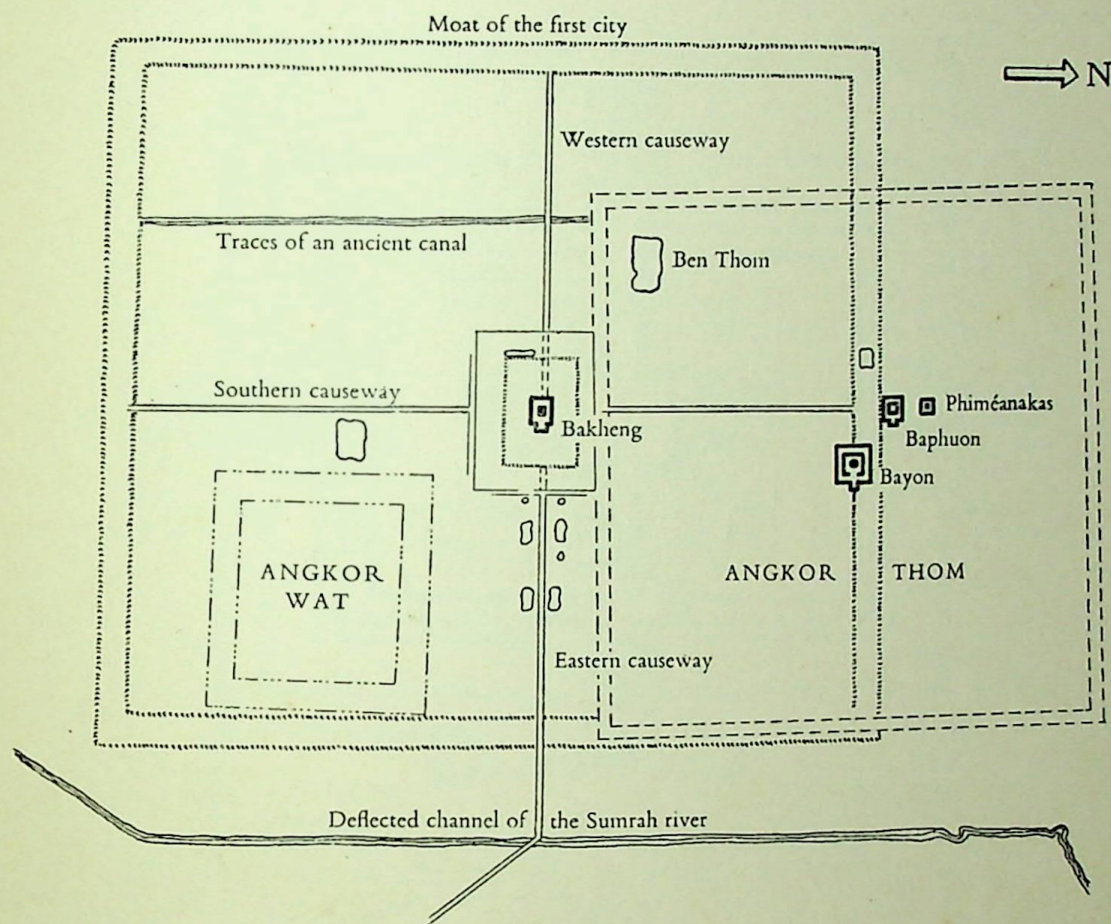 Moat of the first city
N
Western causeway
Traces of an ancient canal
Ben Thom
Southern causeway
Bakheng
Phiméanakas
Baphuon
Bayon
ANGKOR
WAT
ANGKOR THOM
Eastern causeway
Deflected channel of the Sumrah river